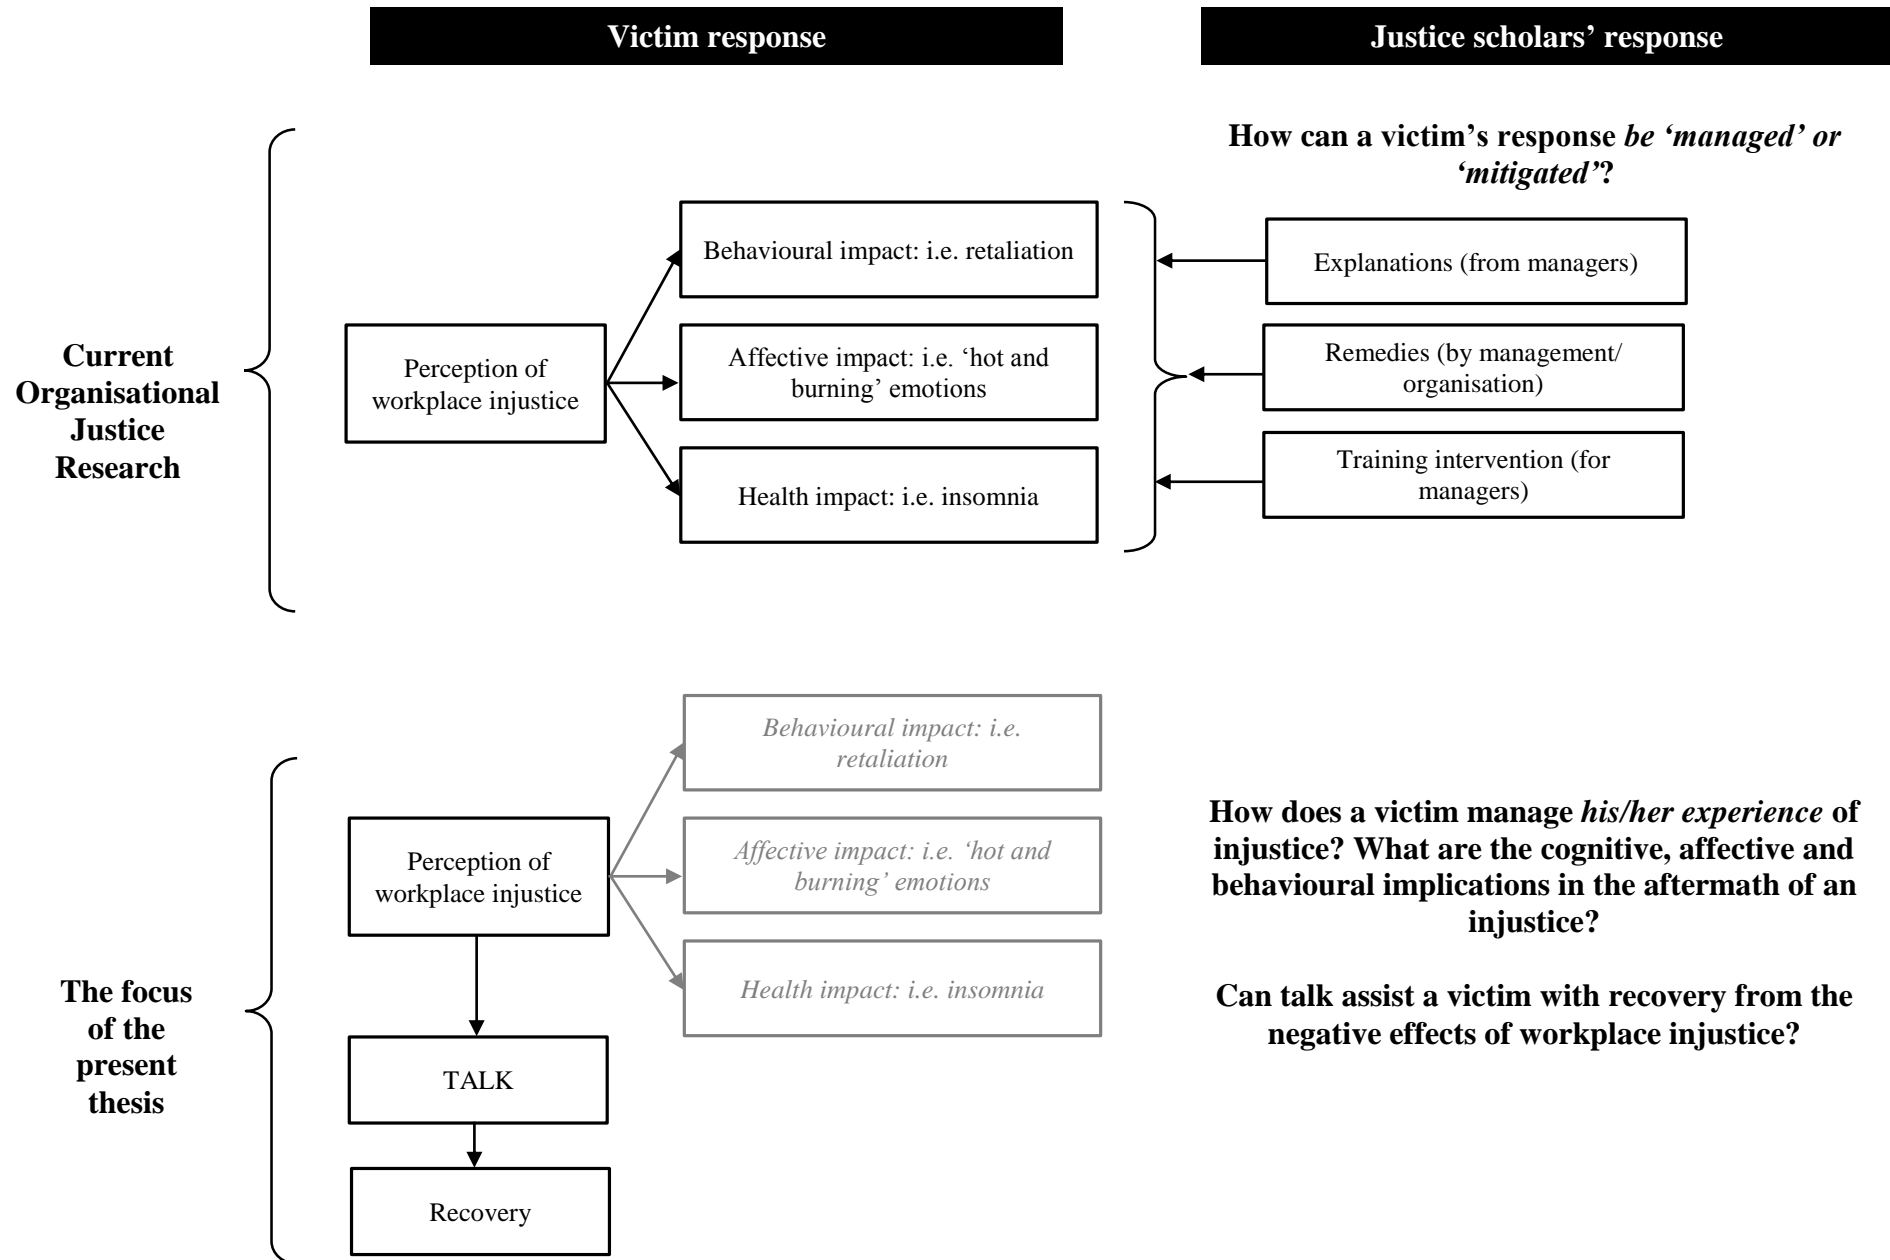 Victim response
Justice scholars’ response
How can a victim’s response be ‘managed’ or
‘mitigated’?
Current
Organisational
Justice
Research
Perception of
workplace injustice
Behavioural impact: i.e. retaliation
Affective impact: i.e. ‘hot and
burning’ emotions
Health impact: i.e. insomnia
Explanations (from managers)
Remedies (by management/
organisation)
Training intervention (for
managers)
The focus
of the
present
thesis
Perception of
workplace injustice
TALK
Recovery
Behavioural impact: i.e.
retaliation
Affective impact: i.e. ‘hot and
burning’ emotions
Health impact: i.e. insomnia
How does a victim manage his/her experience of
injustice? What are the cognitive, affective and
behavioural implications in the aftermath of an
injustice?
Can talk assist a victim with recovery from the
negative effects of workplace injustice?